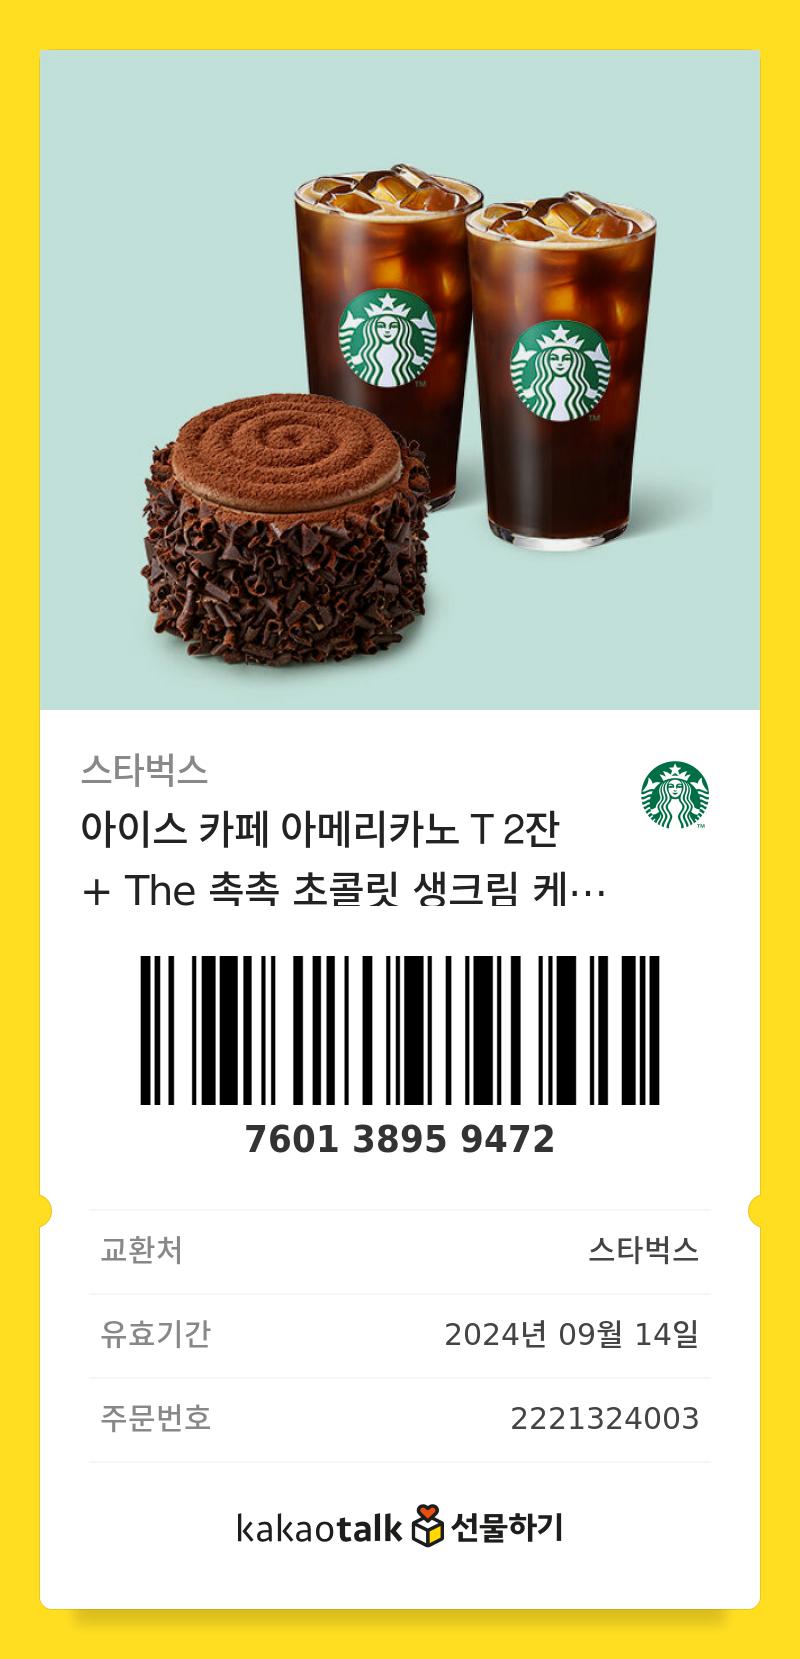 스타벅스
아이스 카페 아메리카노 T 2잔
+ The 촉촉 초콜릿 생크림 케…
7601 3895 9472
교환처 스타벅스
유효기간 2024년 09월 14일
주문번호 2221324003
kakaotalk 선물하기